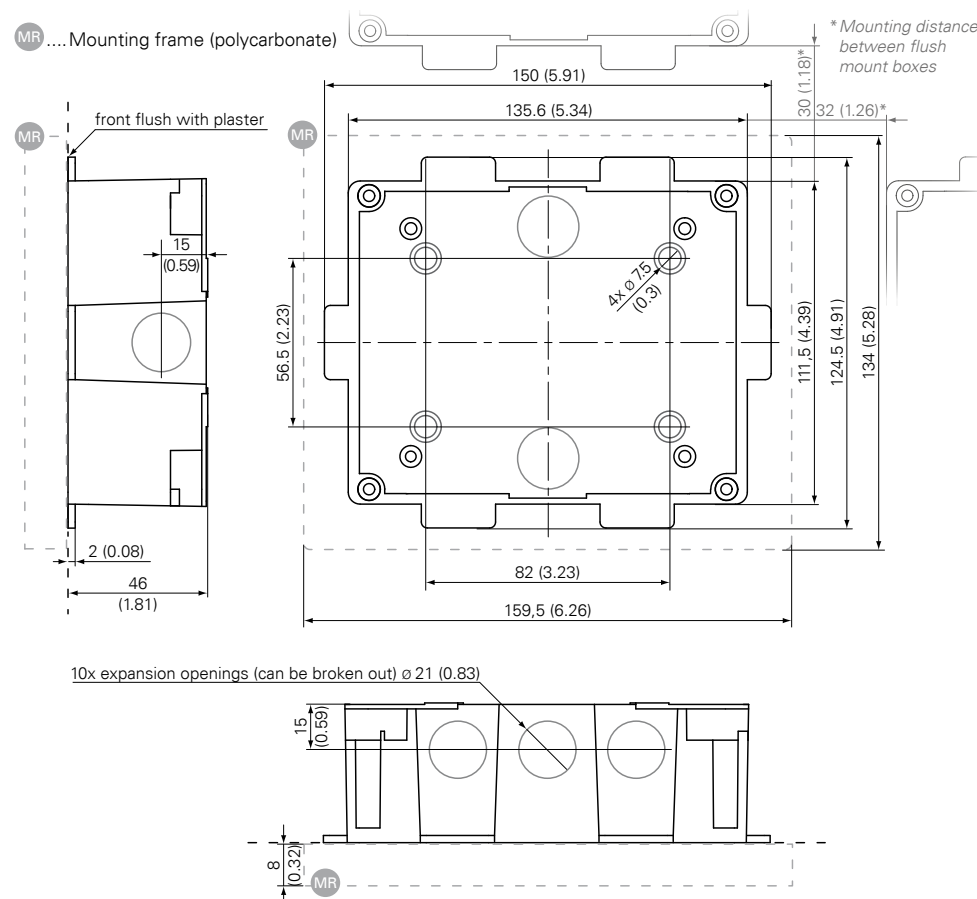 MR .... Mounting frame (polycarbonate)
* Mounting distance
between flush
mount boxes
150 (5.91)
30 (1.18)*
135.6 (5.34)
32 (1.26)*
front flush with plaster
MR
MR
15
(0.59)
4x ø 7.5
(0.3)
56.5 (2.23)
111,5 (4.39)
124.5 (4.91)
134 (5.28)
2 (0.08)
46
(1.81)
82 (3.23)
159,5 (6.26)
10x expansion openings (can be broken out) ø 21 (0.83)
15
(0.59)
8
(0.32)
MR